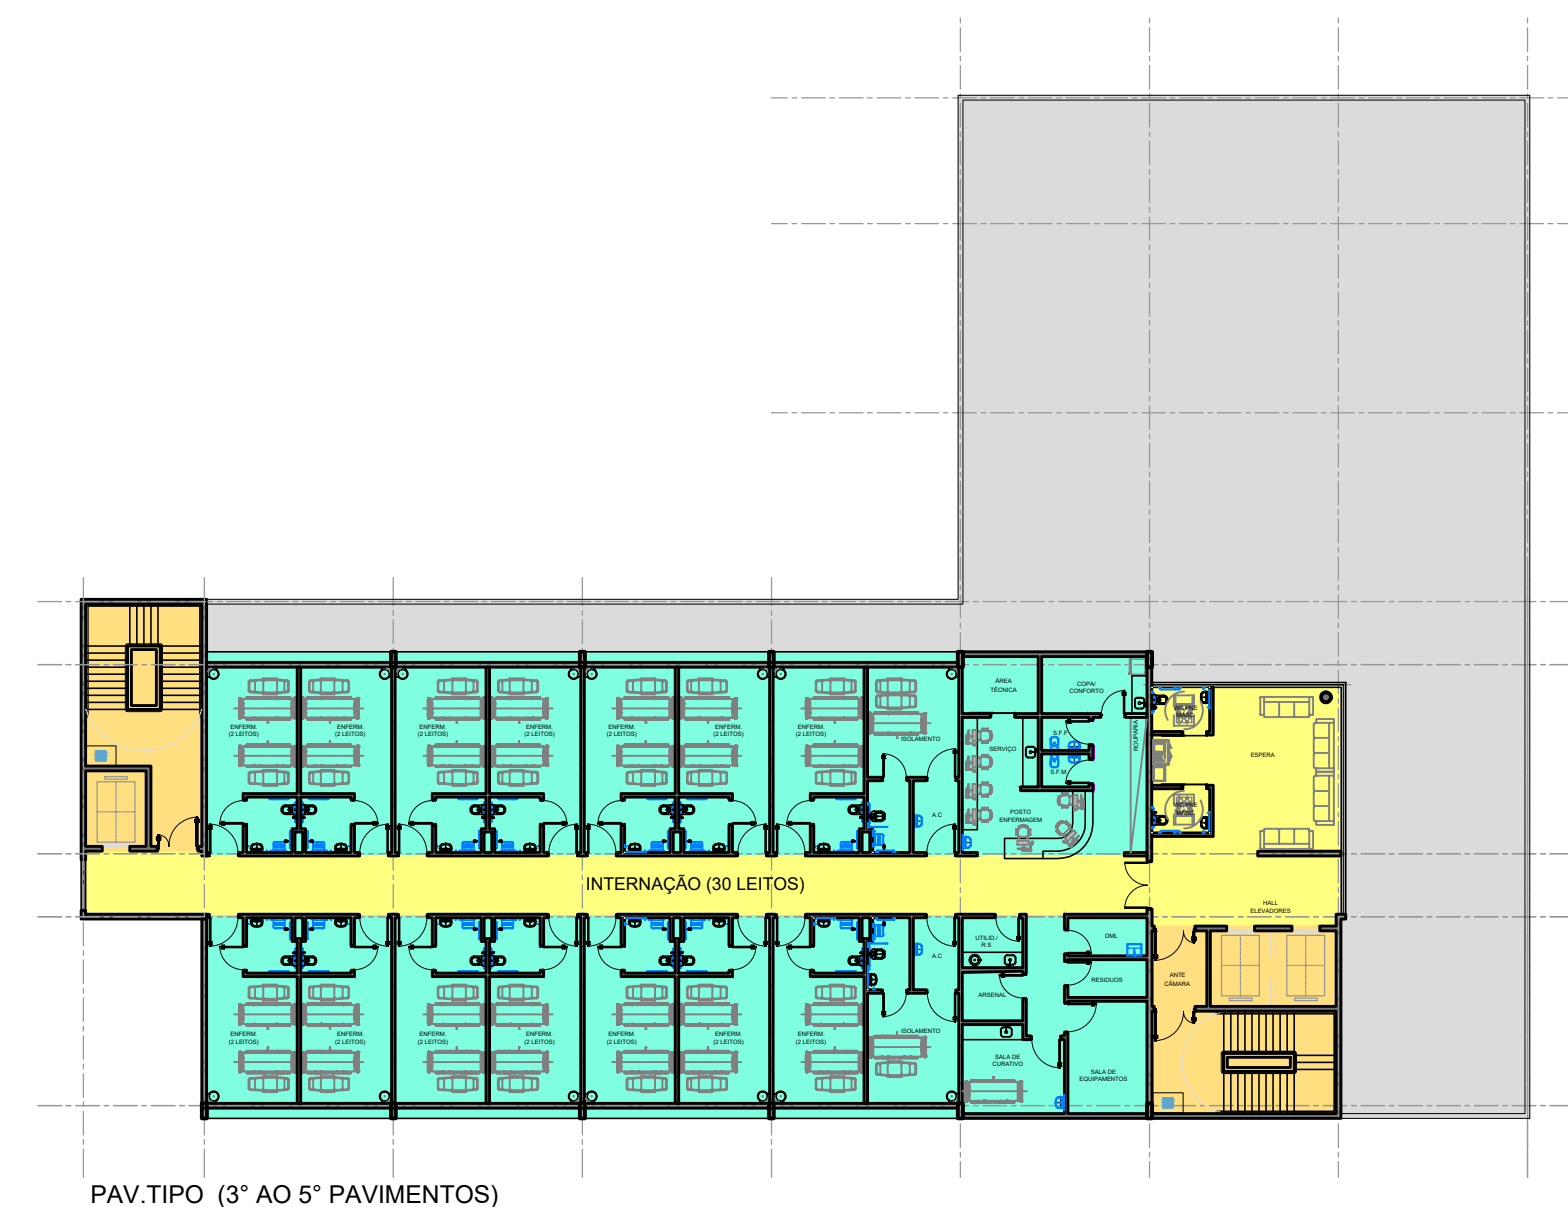 ÁREA
TÉCNICA
COPA/
CONFORTO
WC PNE
ENFERM.
(2 LEITOS)
ENFERM.
(2 LEITOS)
ENFERM.
(2 LEITOS)
ENFERM.
(2 LEITOS)
ENFERM.
(2 LEITOS)
ENFERM.
(2 LEITOS)
ENFERM.
(2 LEITOS)
ISOLAMENTO
SERVIÇO
S.F.F
S.F.M
ROUPARIA
ESPERA
WC PNE
A.C
POSTO
ENFERMAGEM
INTERNAÇÃO (30 LEITOS)
HALL
ELEVADORES
UTILID./
R.S
DML
A.C
RESIDUOS
ANTE
CÂMARA
ARSENAL
ENFERM.
(2 LEITOS)
ENFERM.
(2 LEITOS)
ENFERM.
(2 LEITOS)
ENFERM.
(2 LEITOS)
ENFERM.
(2 LEITOS)
ENFERM.
(2 LEITOS)
ENFERM.
(2 LEITOS)
ISOLAMENTO
SALA DE
CURATIVO
SALA DE
EQUIPAMENTOS
PAV.TIPO (3° AO 5° PAVIMENTOS)